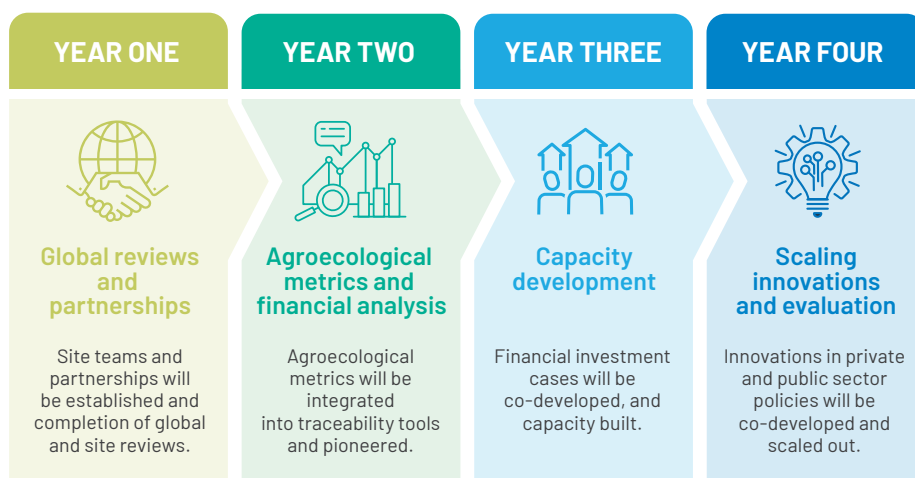 YEAR ONE
YEAR TWO
YEAR THREE
YEAR FOUR
Global reviews
and
partnerships
Site teams and
partnerships will
be established and
completion of global
and site reviews.
Agroecological
metrics and
financial analysis
Agroecological
metrics will be
integrated
into traceability tools
and pioneered.
Capacity
development
Financial investment
cases will be
co-developed, and
capacity built.
Scaling
innovations
and evaluation
Innovations in private
and public sector
policies will be
co-developed and
scaled out.